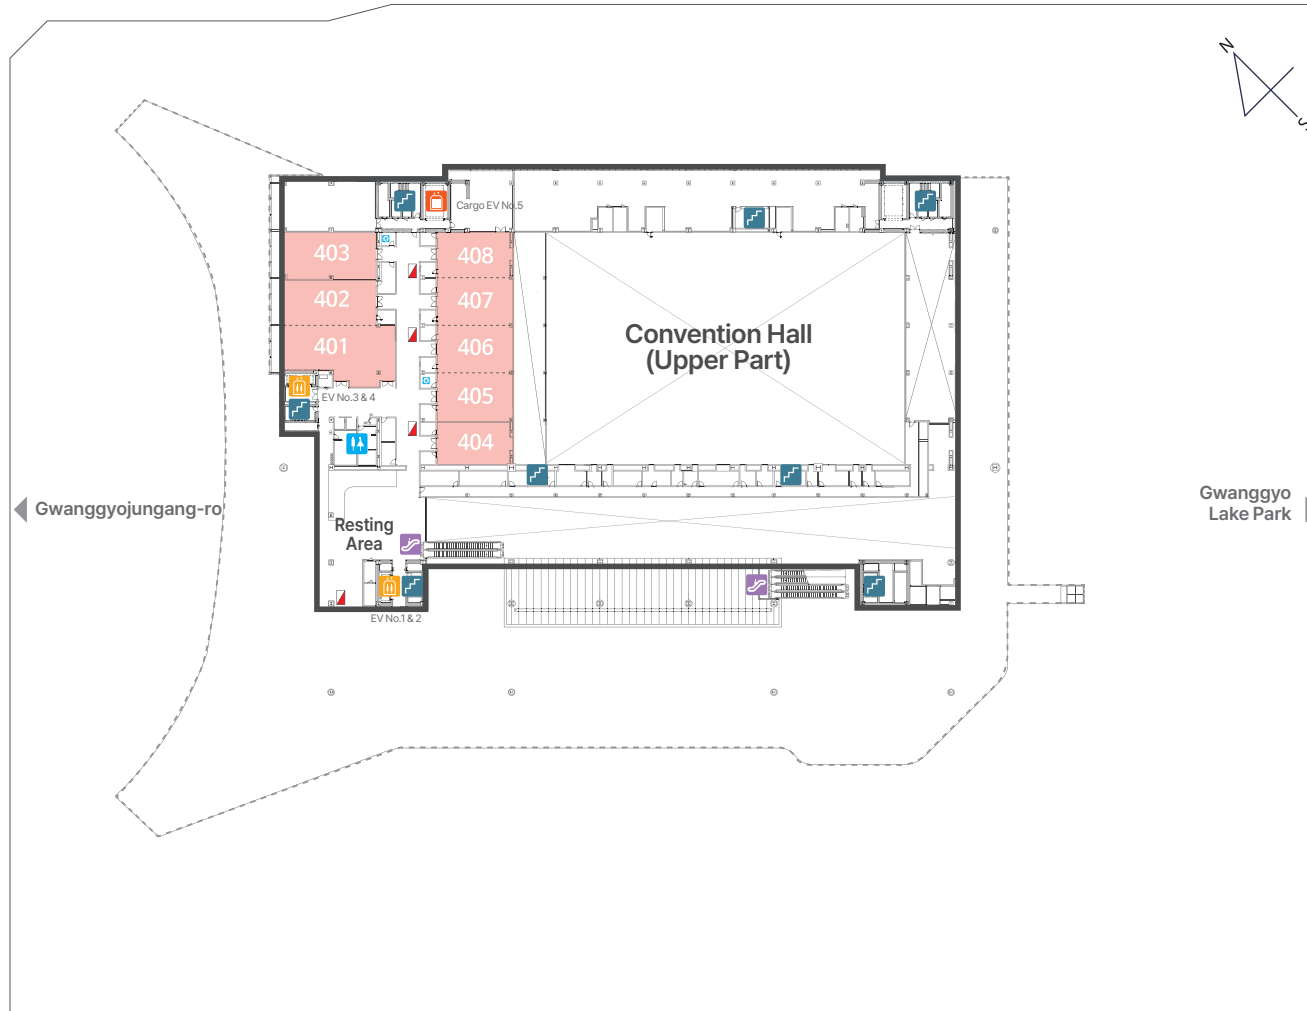 N
Cargo EV No.5
403
408
402
407
Convention Hall
(Upper Part)
401
406
EV No.3 & 4
405
404
Gwanggyojungang-ro
Gwanggyo
Lake Park
Resting
Area
EV No.1 & 2